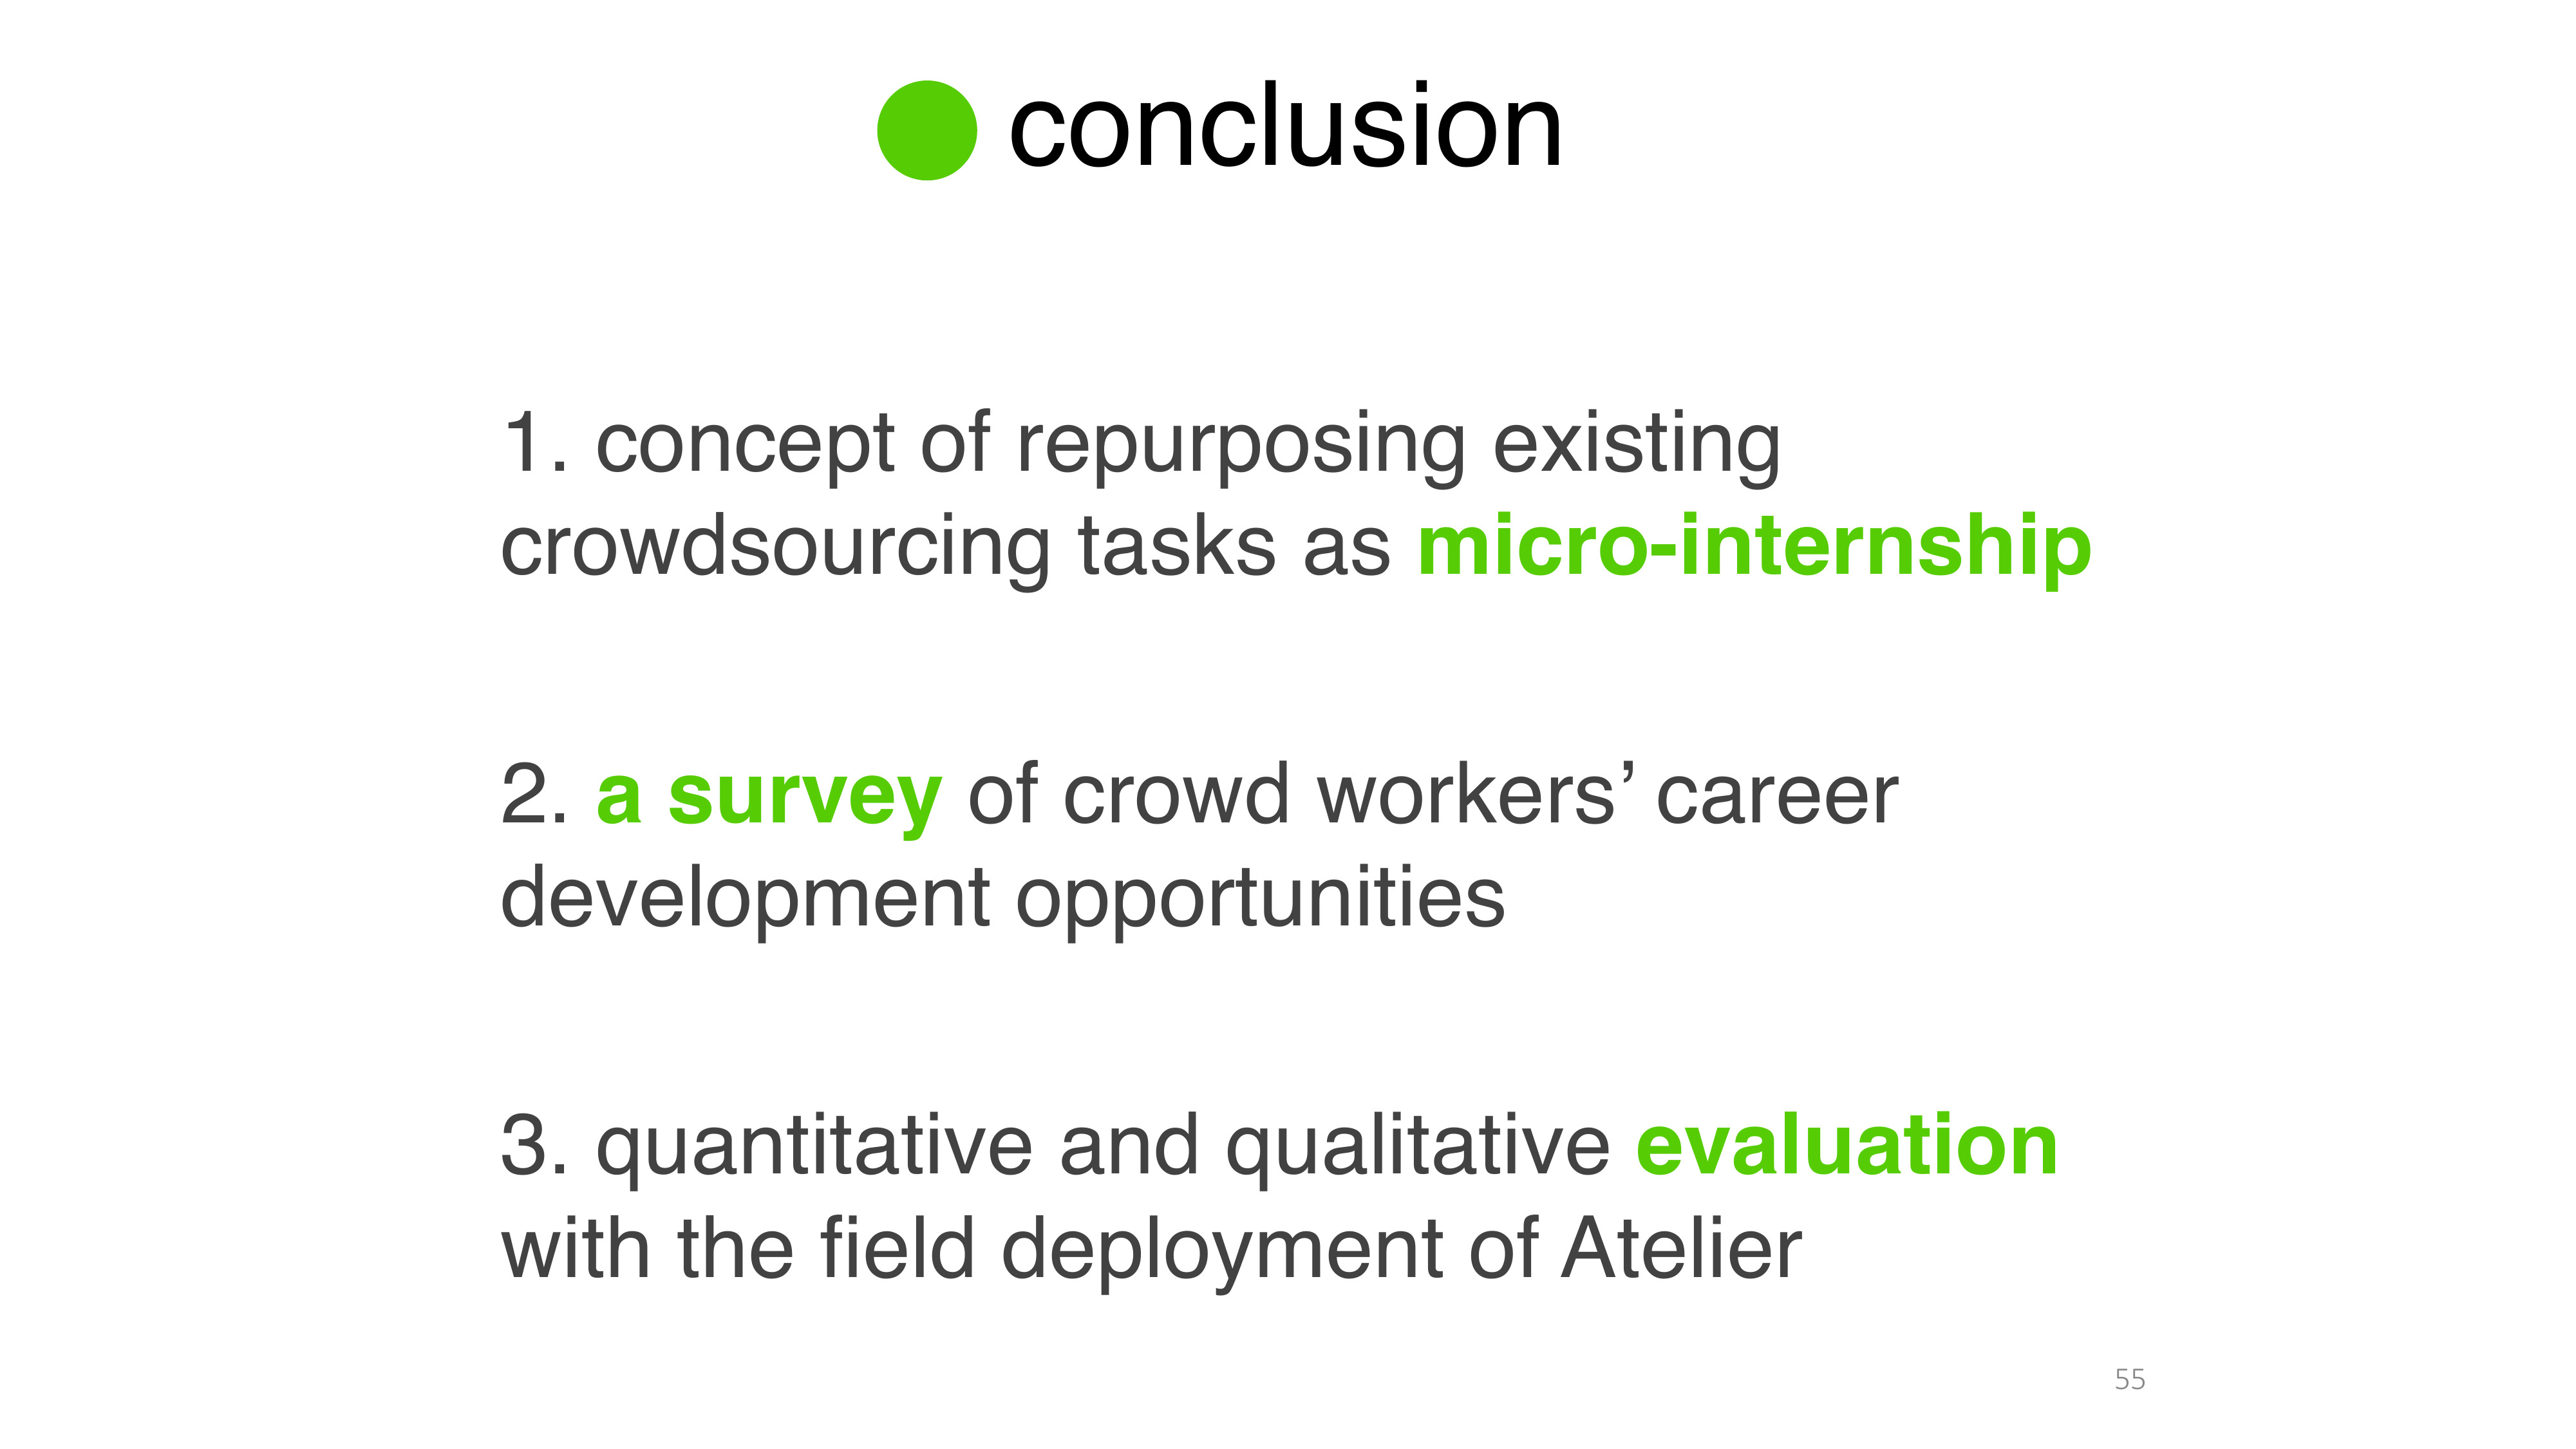 conclusion
1. concept of repurposing existing
crowdsourcing tasks as micro-internship
2. a survey of crowd workers’ career
development opportunities
3. quantitative and qualitative evaluation
with the field deployment of Atelier
55